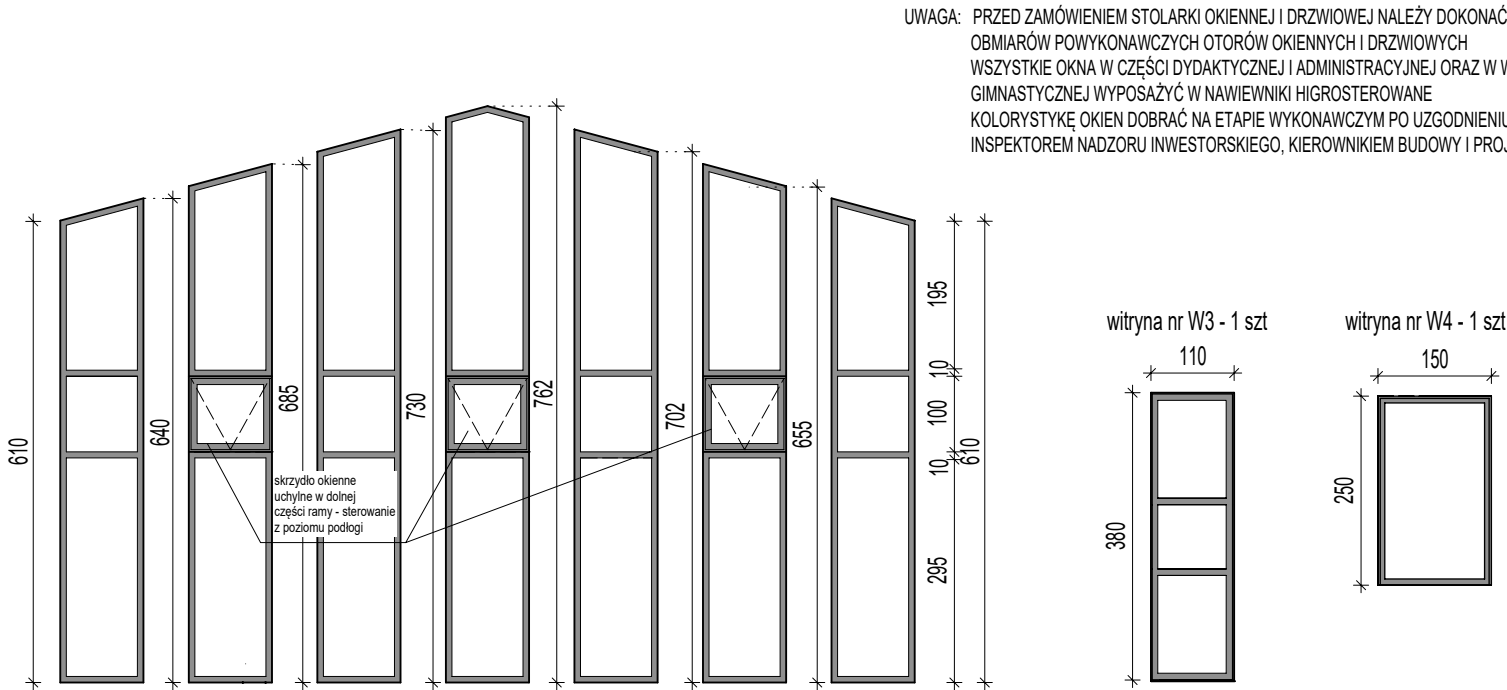 UWAGA: PRZED ZAMÓWIENIEM STOLARKI OKIENNEJ I DRZWIOWEJ NALEŻY DOKONAĆ
OBMIARÓW POWYKONAWCZYCH OTORÓW OKIENNYCH I DRZWIOWYCH
WSZYSTKIE OKNA W CZĘŚCI DYDAKTYCZNEJ I ADMINISTRACYJNEJ ORAZ W
GIMNASTYCZNEJ WYPOSAŻYĆ W NAWIEWNIKI HIGROSTEROWANE
KOLORYSTYKĘ OKIEN DOBRAĆ NA ETAPIE WYKONAWCZYM PO UZGODNIENIU
INSPEKTOREM NADZORU INWESTORSKIEGO, KIEROWNIKIEM BUDOWY I PROJ
610
640
685
730
762
702
655
195
10
100
10
295
610
skrzydło okienne
uchylne w dolnej
części ramy - sterowanie
z poziomu podłogi
witryna nr W3 - 1 szt
110
380
witryna nr W4 - 1 szt
150
250